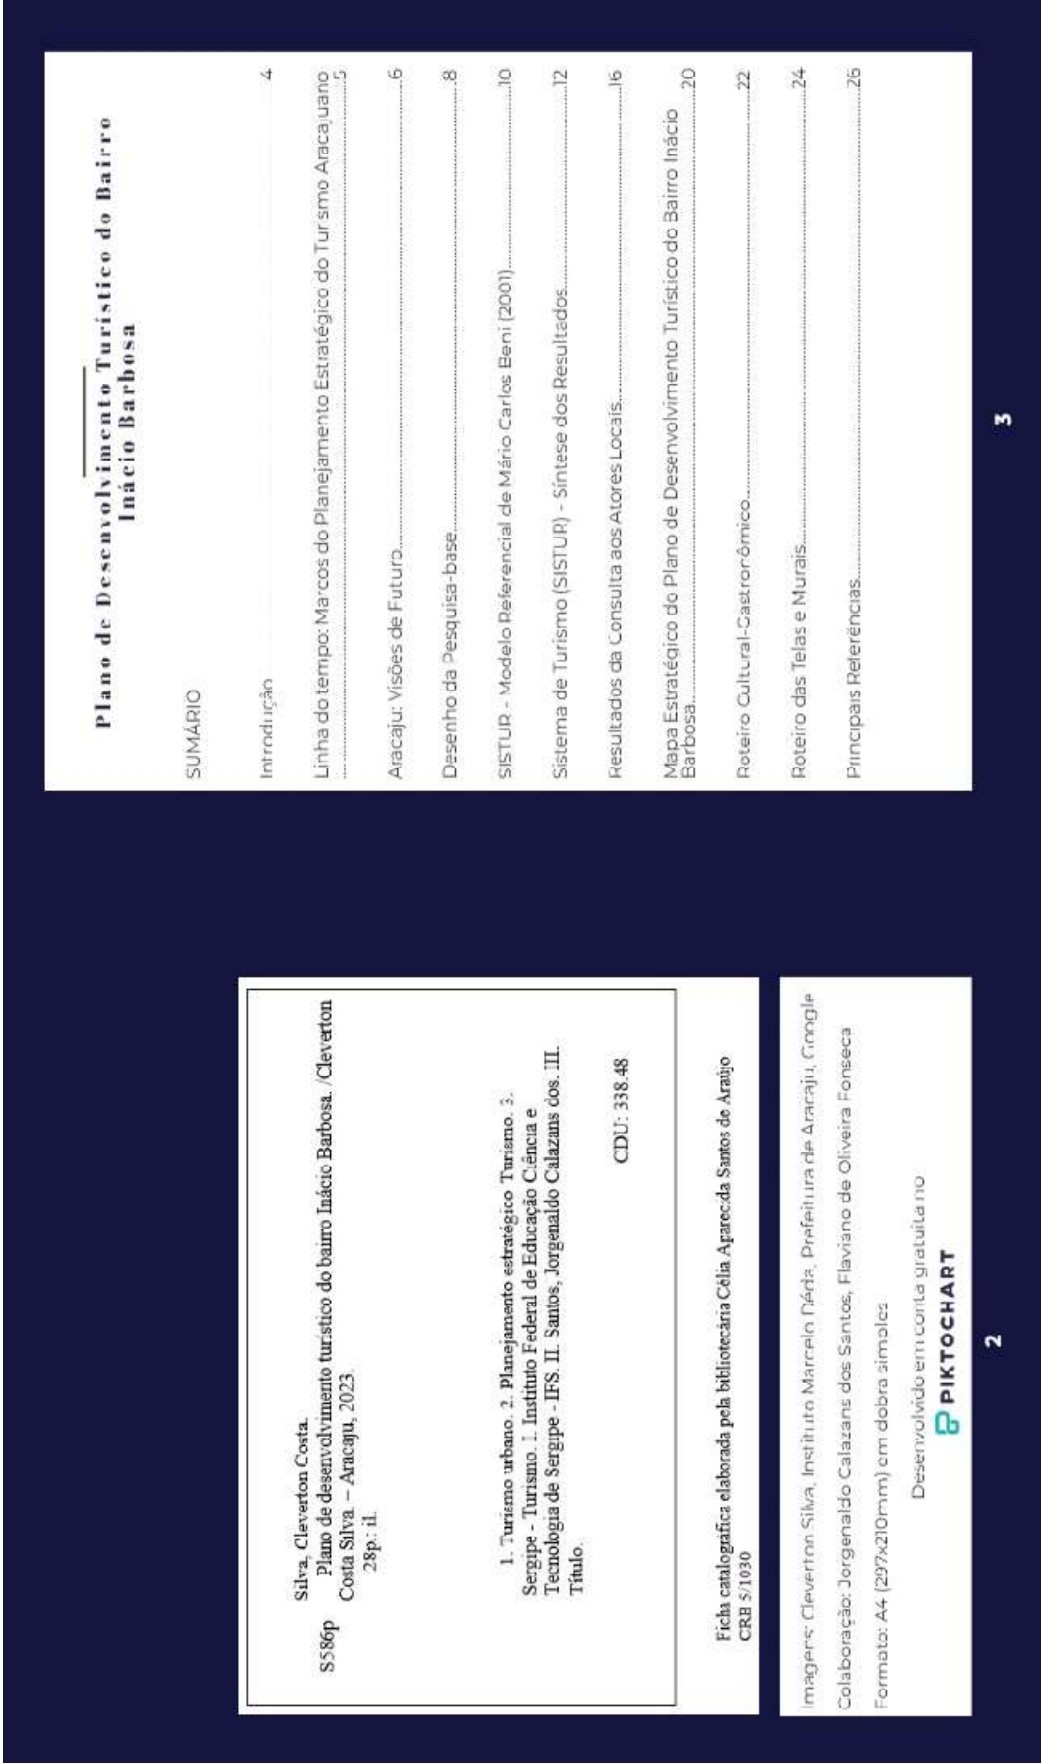 Silva, Cleverton Costa.
S586p Plano de desenvolvimento turístico do bairro Inácio Barbosa. /Cleverton
Costa Silva. – Aracaju, 2023.
28p.: il.
1. Turismo urbano. 2. Planejamento estratégico Turismo. 3.
Sergipe - Turismo. I. Instituto Federal de Educação Ciência e
Tecnologia de Sergipe - IFS. II. Santos, Jorgenaldo Calazans dos. III.
Título.
CDU: 338.48
Ficha catalográfica elaborada pela bibliotecária Célia Aparecida Santos de Araújo
CRB 5/1030
Imagens: Cleverton Silva, Instituto Marcelo Déda, Prefeitura de Aracaju, Google
Colaboração: Jorgenaldo Calazans dos Santos, Flaviano de Oliveira Fonseca
Formato: A4 (297x210mm) em dobra simples
Desenvolvido em conta gratuita no
PIKTOCHART
2
Plano de Desenvolvimento Turístico do Bairro
Inácio Barbosa
SUMÁRIO
Introdução 4
Linha do tempo: Marcos do Planejamento Estratégico do Turismo Aracajuano
5
Aracaju: Visões de Futuro 6
Desenho da Pesquisa-base 8
SISTUR - Modelo Referencial de Mário Carlos Beni (2001) 10
Sistema de Turismo (SISTUR) - Síntese dos Resultados 12
Resultados da Consulta aos Atores Locais 16
Mapa Estratégico do Plano de Desenvolvimento Turístico do Bairro Inácio
Barbosa 20
Roteiro Cultural-Gastronômico 22
Roteiro das Telas e Murais 24
Principais Referências 26
3